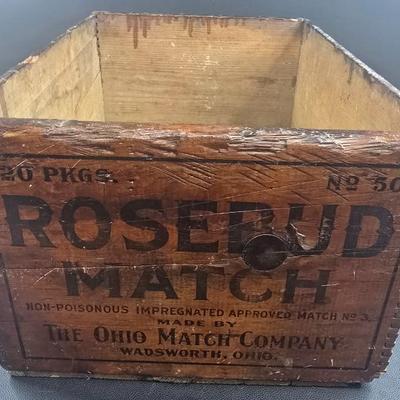 20 PKGS. Nº 30
ROSEBUD
MATCH
NON-POISONOUS IMPREGNATED APPROVED MATCH Nº 3.
MADE BY
THE OHIO MATCH COMPANY
WADSWORTH, OHIO.